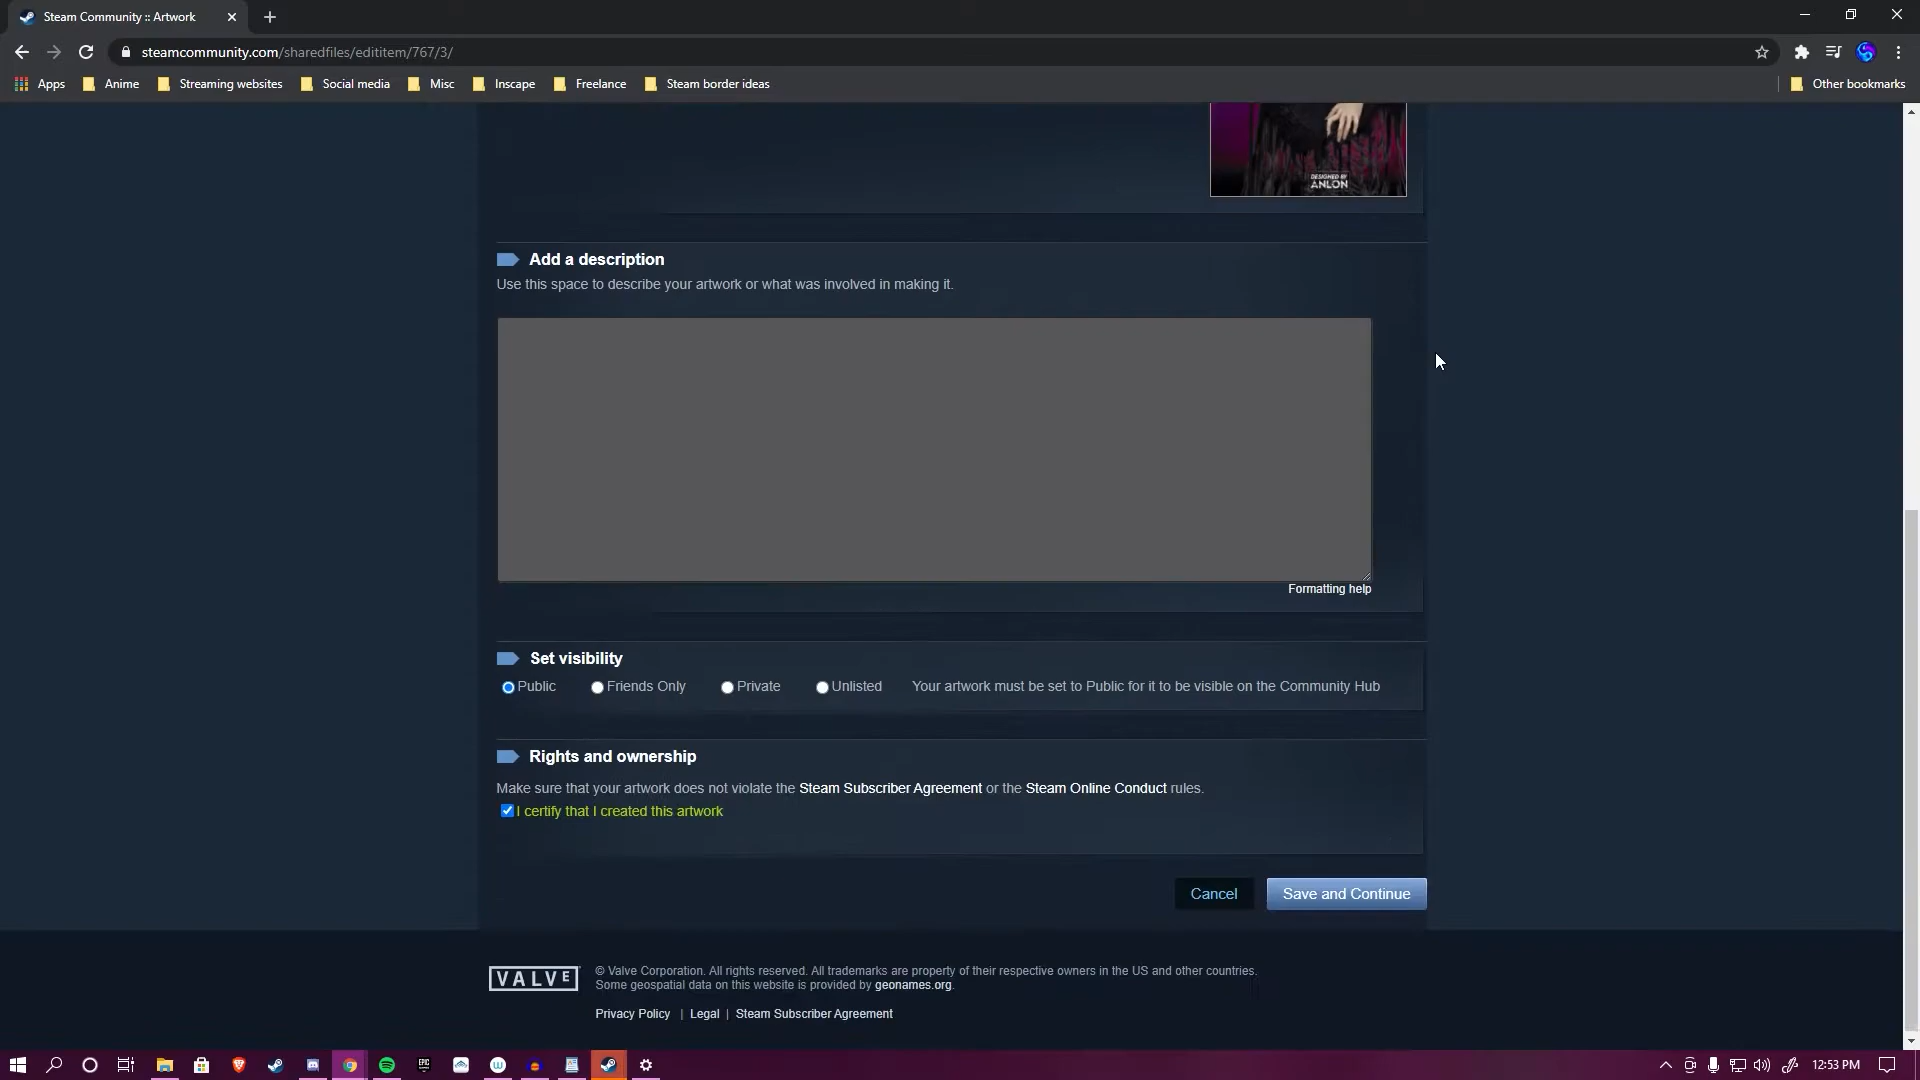 Steam Community :: Artwork
steamcommunity.com/sharedfiles/edititem/767/3/
Apps Anime Streaming websites Social media Misc Inscape Freelance Steam border ideas Other bookmarks
DESIGNED BY
ANLON
Add a description
Use this space to describe your artwork or what was involved in making it.
Formatting help
Set visibility
Public Friends Only Private Unlisted Your artwork must be set to Public for it to be visible on the Community Hub
Rights and ownership
Make sure that your artwork does not violate the Steam Subscriber Agreement or the Steam Online Conduct rules.
I certify that I created this artwork
Cancel Save and Continue
VALVE
© Valve Corporation. All rights reserved. All trademarks are property of their respective owners in the US and other countries.
Some geospatial data on this website is provided by geonames.org.
Privacy Policy | Legal | Steam Subscriber Agreement
12:53 PM